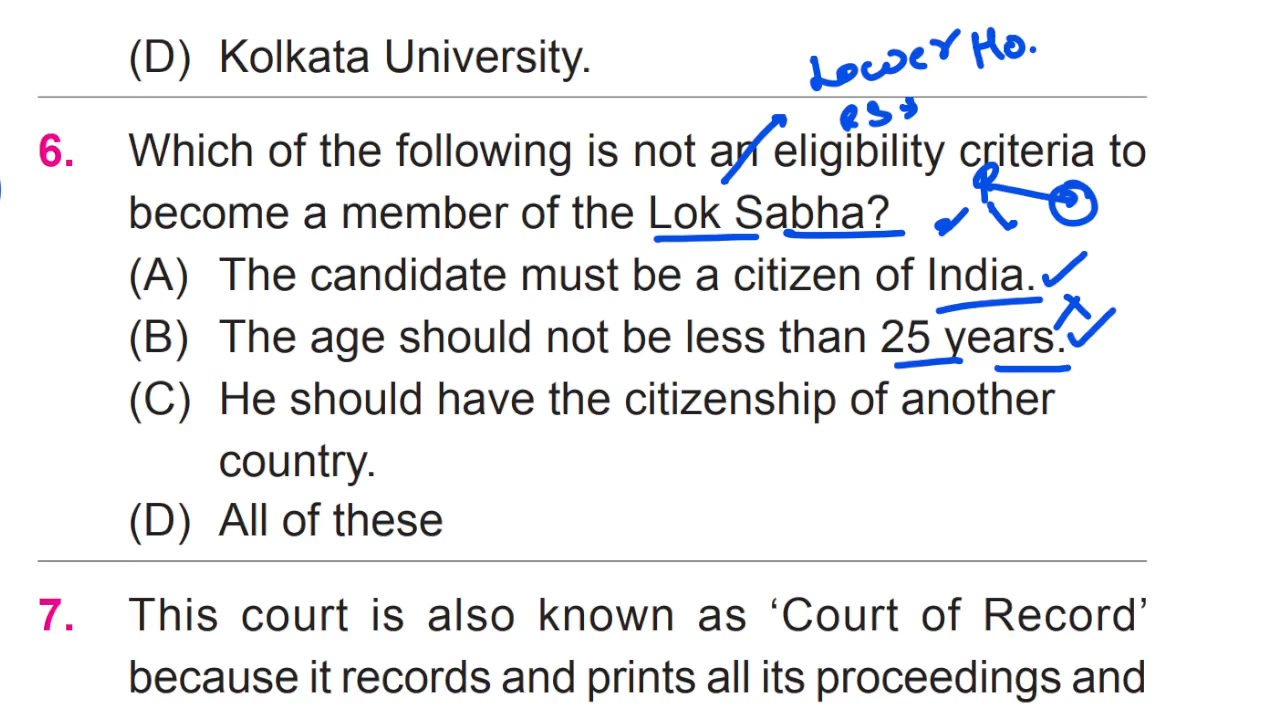 (D) Kolkata University.
Lower Ho.
RS
6. Which of the following is not an eligibility criteria to
become a member of the Lok Sabha?
(A) The candidate must be a citizen of India.
(B) The age should not be less than 25 years.
(C) He should have the citizenship of another
country.
(D) All of these
7. This court is also known as ‘Court of Record’
because it records and prints all its proceedings and